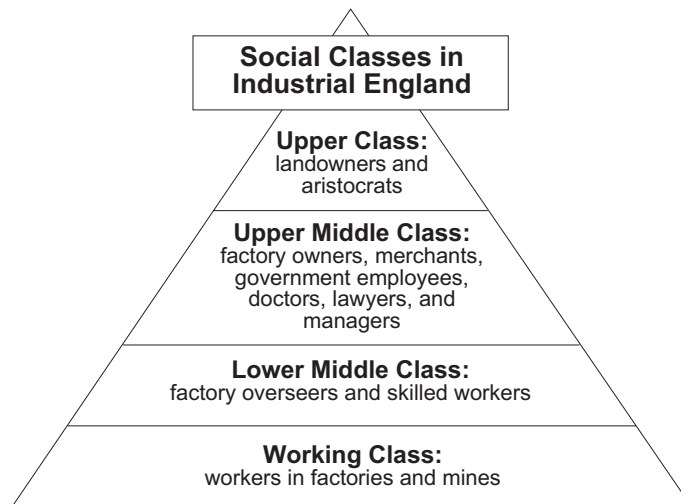 Social Classes in
Industrial England
Upper Class:
landowners and
aristocrats
Upper Middle Class:
factory owners, merchants,
government employees,
doctors, lawyers, and
managers
Lower Middle Class:
factory overseers and skilled workers
Working Class:
workers in factories and mines